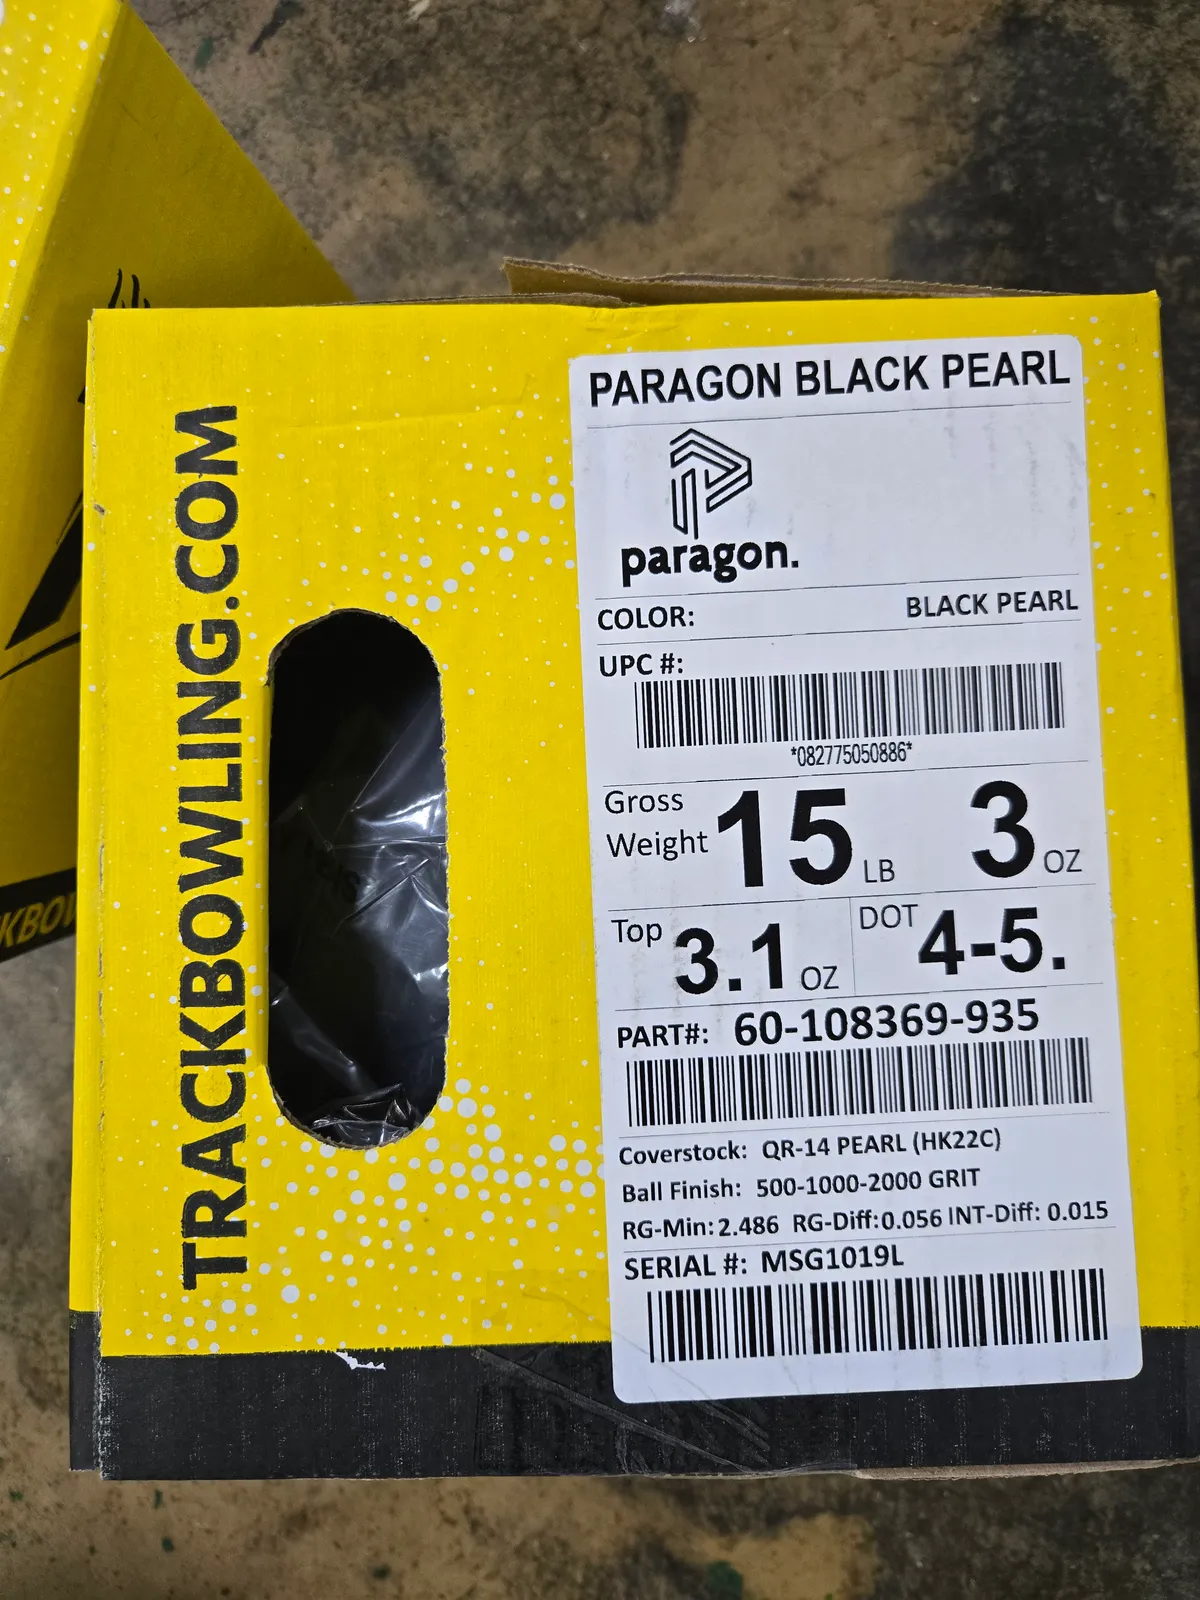 TRACKBOWLING.COM
PARAGON BLACK PEARL
paragon.
COLOR: BLACK PEARL
UPC #:
*082775050886*
Gross Weight 15 LB 3 OZ
Top 3.1 OZ DOT 4-5.
PART#: 60-108369-935
Coverstock: QR-14 PEARL (HK22C)
Ball Finish: 500-1000-2000 GRIT
RG-Min: 2.486 RG-Diff: 0.056 INT-Diff: 0.015
SERIAL #: MSG1019L